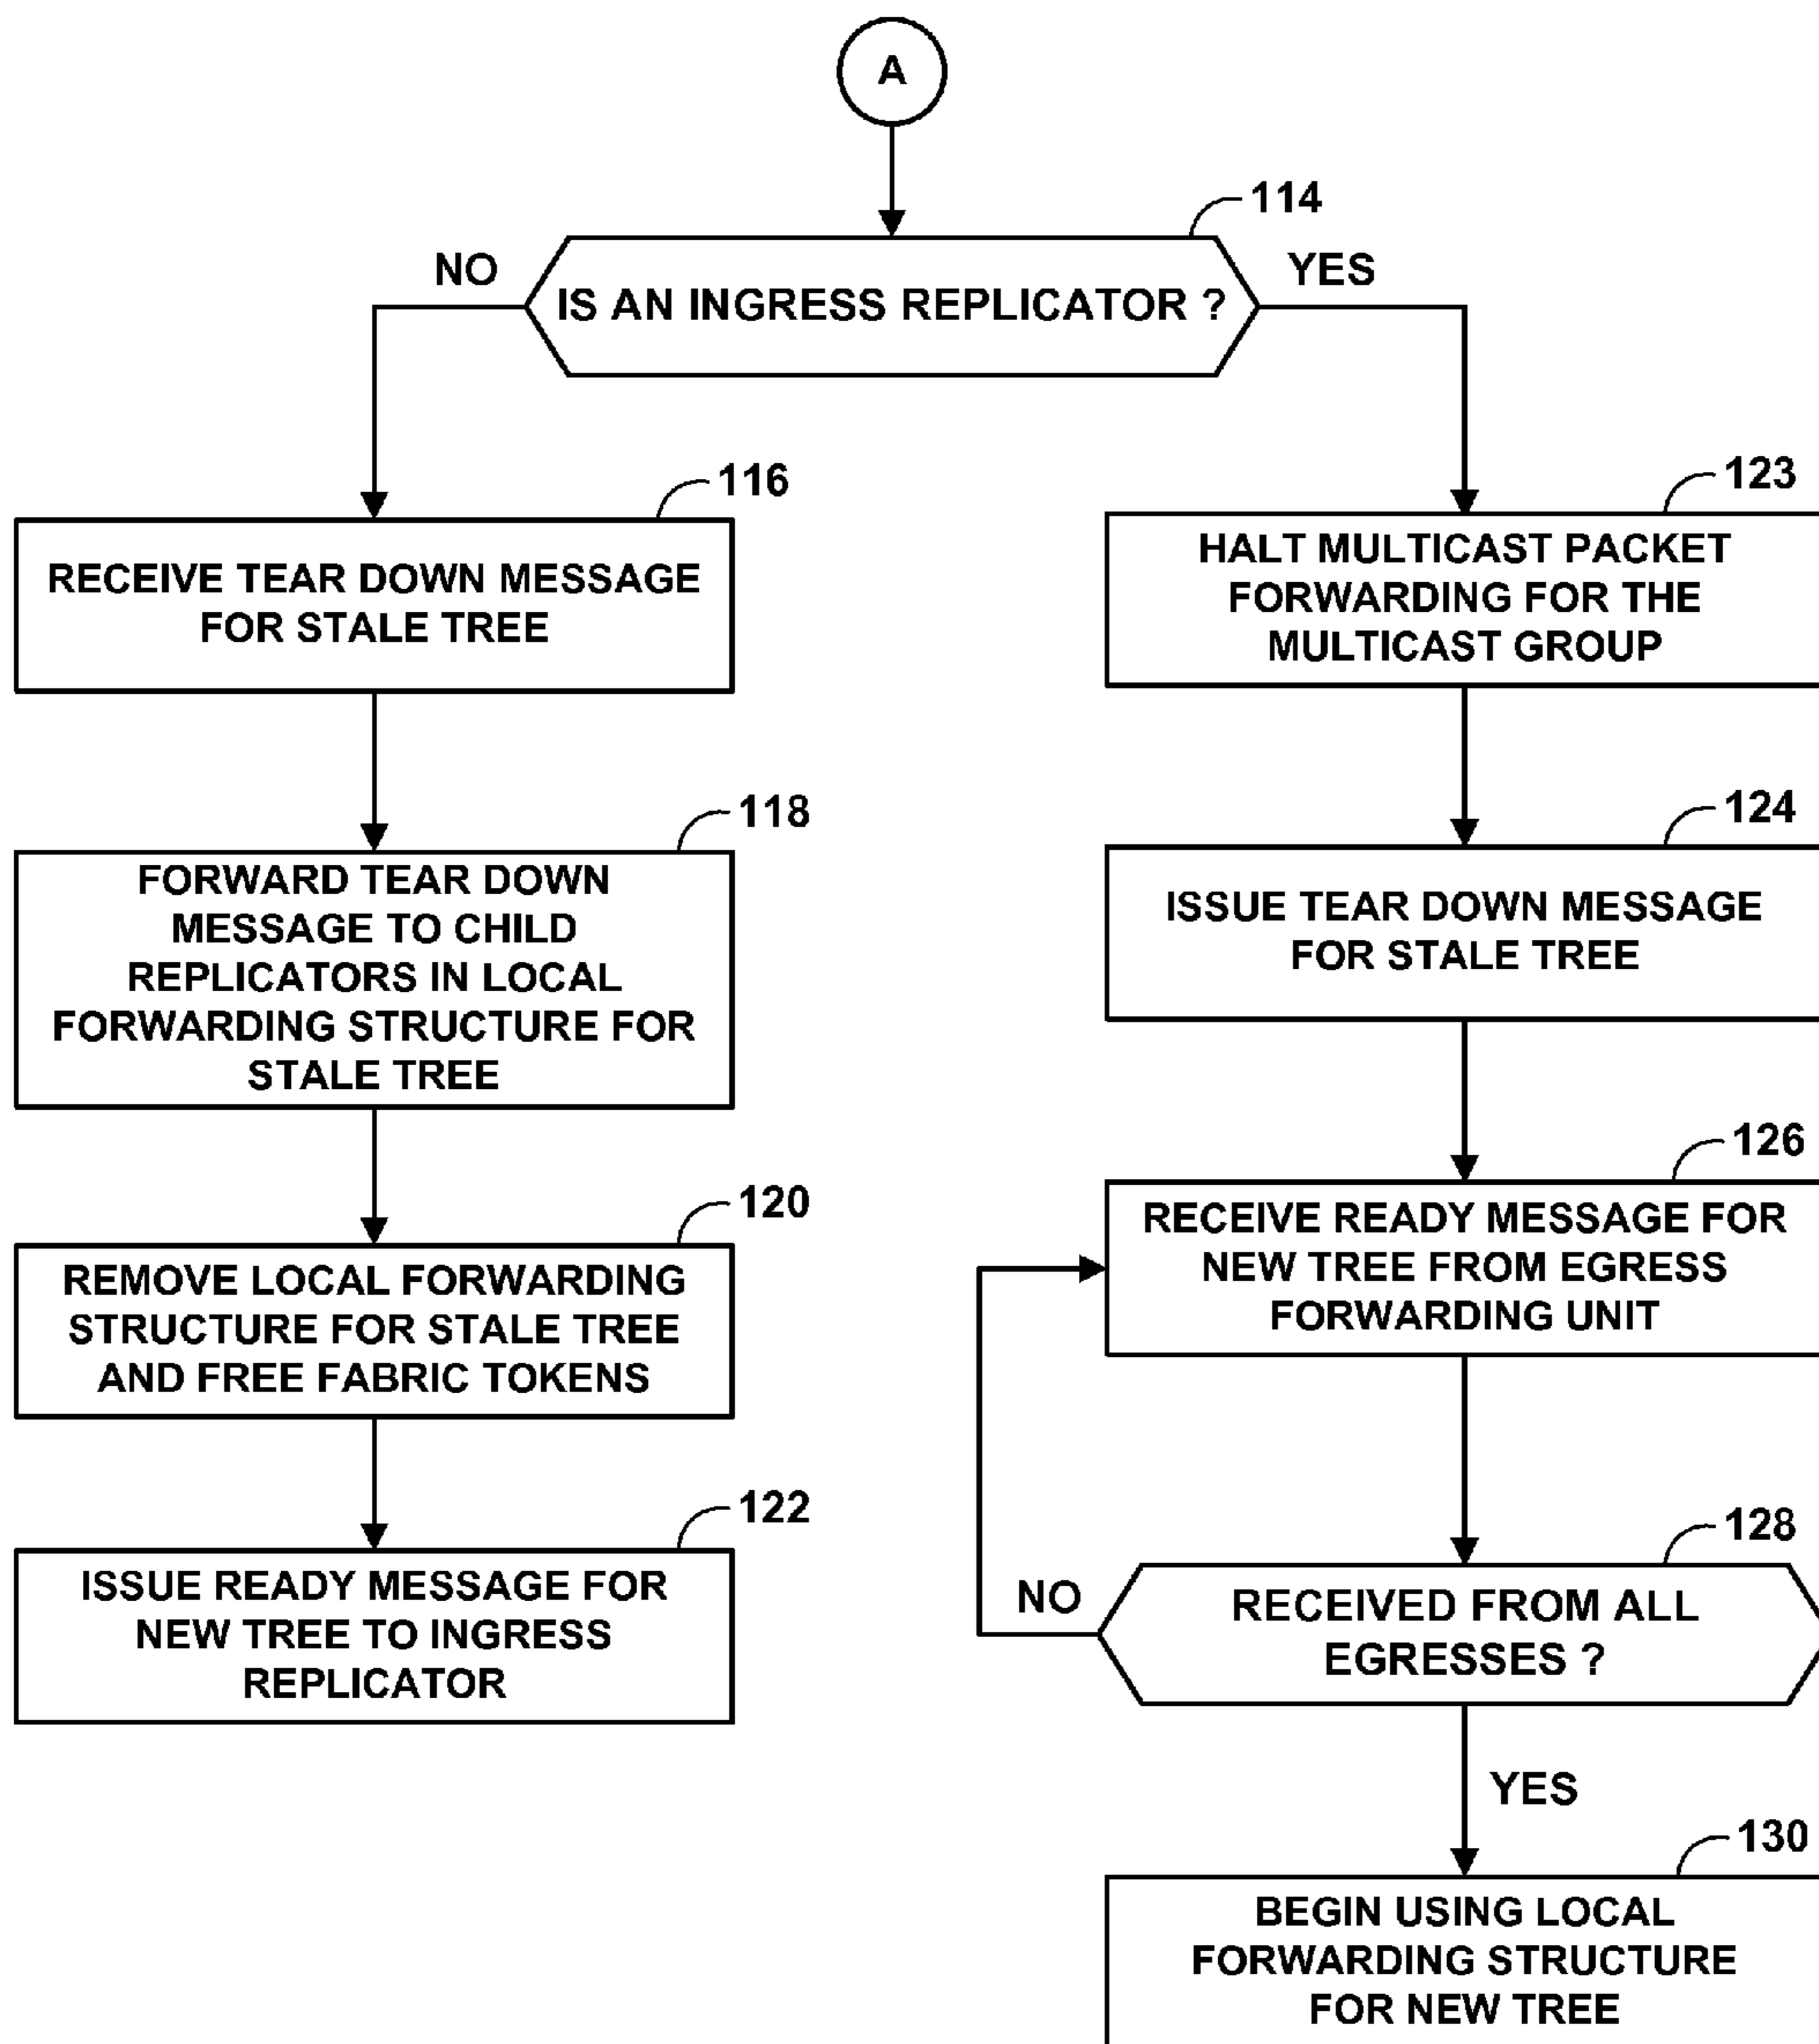 A
114
NO
YES
IS AN INGRESS REPLICATOR ?
116
RECEIVE TEAR DOWN MESSAGE
FOR STALE TREE
118
FORWARD TEAR DOWN
MESSAGE TO CHILD
REPLICATORS IN LOCAL
FORWARDING STRUCTURE FOR
STALE TREE
120
REMOVE LOCAL FORWARDING
STRUCTURE FOR STALE TREE
AND FREE FABRIC TOKENS
122
ISSUE READY MESSAGE FOR
NEW TREE TO INGRESS
REPLICATOR
123
HALT MULTICAST PACKET
FORWARDING FOR THE
MULTICAST GROUP
124
ISSUE TEAR DOWN MESSAGE
FOR STALE TREE
126
RECEIVE READY MESSAGE FOR
NEW TREE FROM EGRESS
FORWARDING UNIT
128
NO
RECEIVED FROM ALL
EGRESSES ?
YES
130
BEGIN USING LOCAL
FORWARDING STRUCTURE
FOR NEW TREE